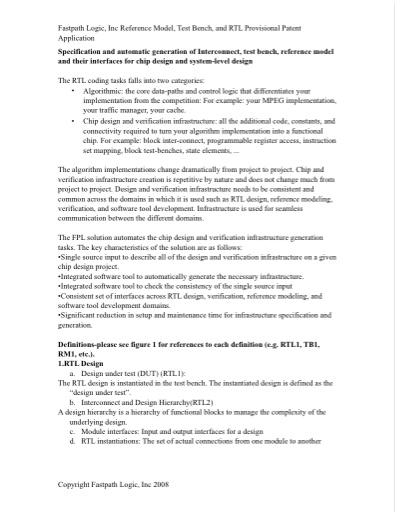 Fastpath Logic, Inc Reference Model, Test Bench, and RTL Provisional Patent
Application
Specification and automatic generation of Interconnect, test bench, reference model
and their interfaces for chip design and system-level design
The RTL coding tasks falls into two categories:
• Algorithmic: the core data-paths and control logic that differentiates your
implementation from the competition: For example: your MPEG implementation,
your traffic manager, your cache.
• Chip design and verification infrastructure: all the additional code, constants, and
connectivity required to turn your algorithm implementation into a functional
chip. For example: block inter-connect, programmable register access, instruction
set mapping, block test-benches, state elements, ...
The algorithm implementations change dramatically from project to project. Chip and
verification infrastructure creation is repetitive by nature and does not change much from
project to project. Design and verification infrastructure needs to be consistent and
common across the domains in which it is used such as RTL design, reference modeling,
verification, and software tool development. Infrastructure is used for seamless
communication between the different domains.
The FPL solution automates the chip design and verification infrastructure generation
tasks. The key characteristics of the solution are as follows:
•Single source input to describe all of the design and verification infrastructure on a given
chip design project.
•Integrated software tool to automatically generate the necessary infrastructure.
•Integrated software tool to check the consistency of the single source input
•Consistent set of interfaces across RTL design, verification, reference modeling, and
software tool development domains.
•Significant reduction in setup and maintenance time for infrastructure specification and
generation.
Definitions-please see figure 1 for references to each definition (e.g. RTL1, TB1,
RM1, etc.).
1.RTL Design
a. Design under test (DUT) (RTL1):
The RTL design is instantiated in the test bench. The instantiated design is defined as the
"design under test".
b. Interconnect and Design Hierarchy(RTL2)
A design hierarchy is a hierarchy of functional blocks to manage the complexity of the
underlying design.
c. Module interfaces: Input and output interfaces for a design
d. RTL instantiations: The set of actual connections from one module to another
Copyright Fastpath Logic, Inc 2008